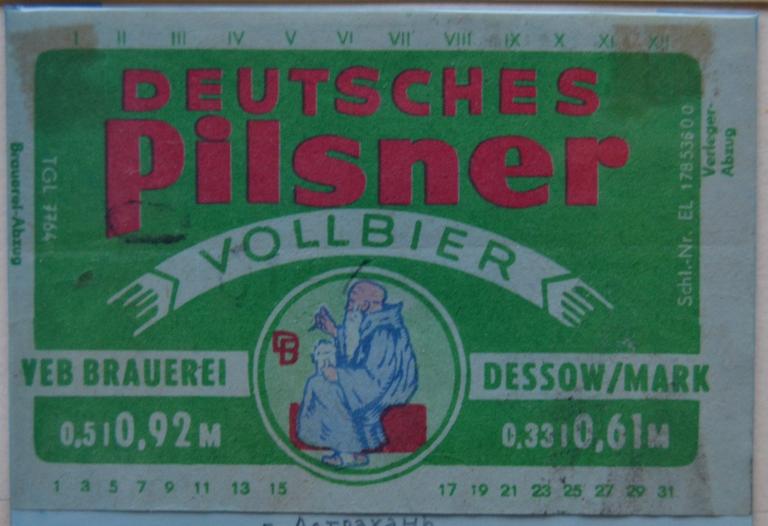 I II III IV V VI VII VIII IX X XI XII
DEUTSCHES
Pilsner
VOLLBIER
Brauerei-Abzug
TGL 7764
Schl.-Nr. EL 1785360 0
Verleger-
Abzug
DB
VEB BRAUEREI
DESSOW/MARK
0,5 l 0,92 M
0,33 l 0,61 M
1 3 5 7 9 11 13 15
17 19 21 23 25 27 29 31
г. Астрахань